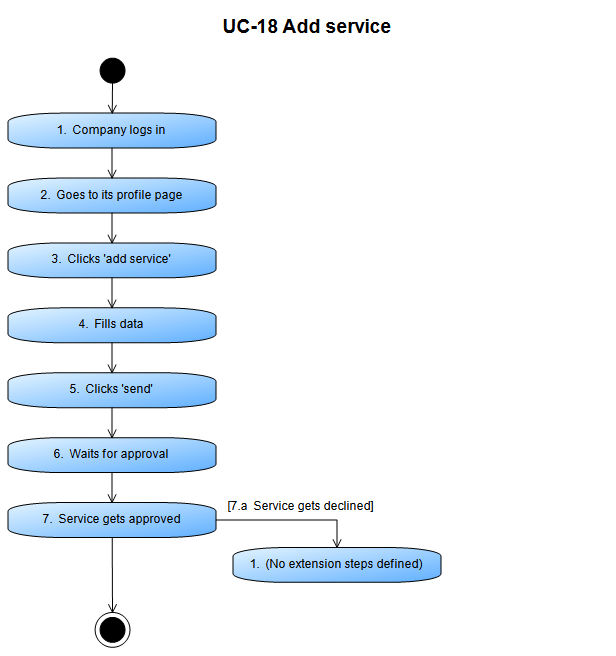 UC-18 Add service
1. Company logs in
2. Goes to its profile page
3. Clicks 'add service'
4. Fills data
5. Clicks 'send'
6. Waits for approval
7. Service gets approved
[7.a Service gets declined]
1. (No extension steps defined)